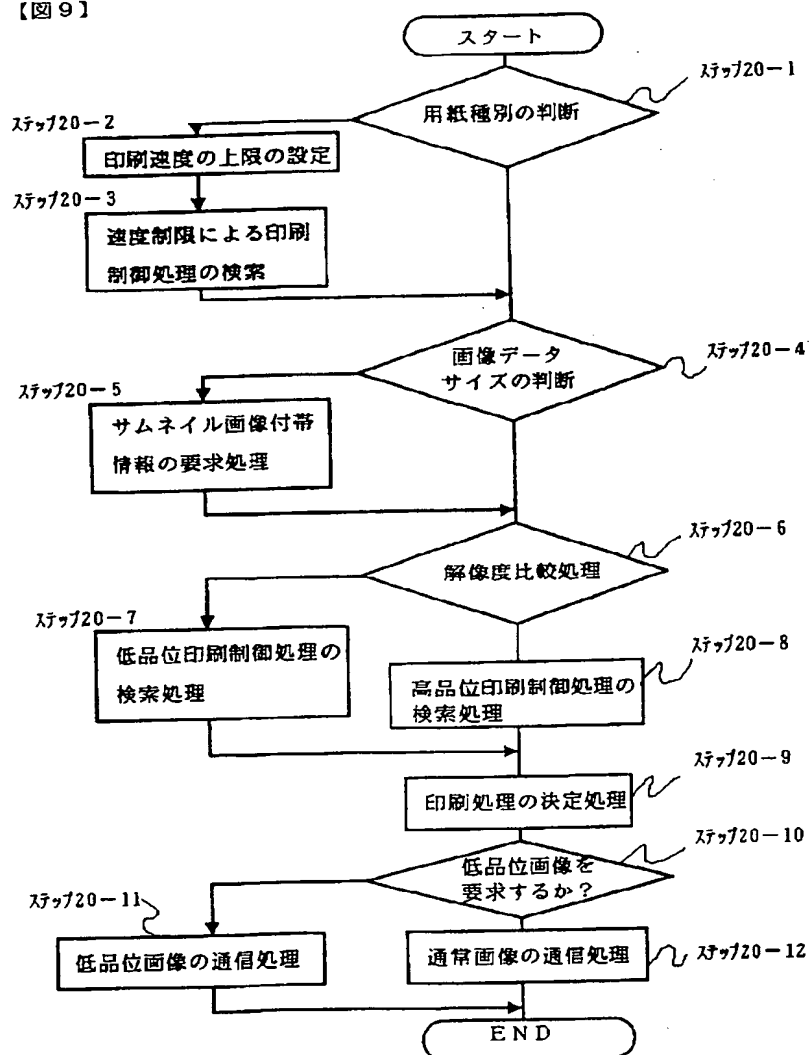 【図9】
スタート
ステップ20-1
用紙種別の判断
ステップ20-2
印刷速度の上限の設定
ステップ20-3
速度制限による印刷
制御処理の検索
ステップ20-4
画像データ
サイズの判断
ステップ20-5
サムネイル画像付帯
情報の要求処理
ステップ20-6
解像度比較処理
ステップ20-7
低品位印刷制御処理の
検索処理
ステップ20-8
高品位印刷制御処理の
検索処理
ステップ20-9
印刷処理の決定処理
ステップ20-10
低品位画像を
要求するか?
ステップ20-11
低品位画像の通信処理
ステップ20-12
通常画像の通信処理
END